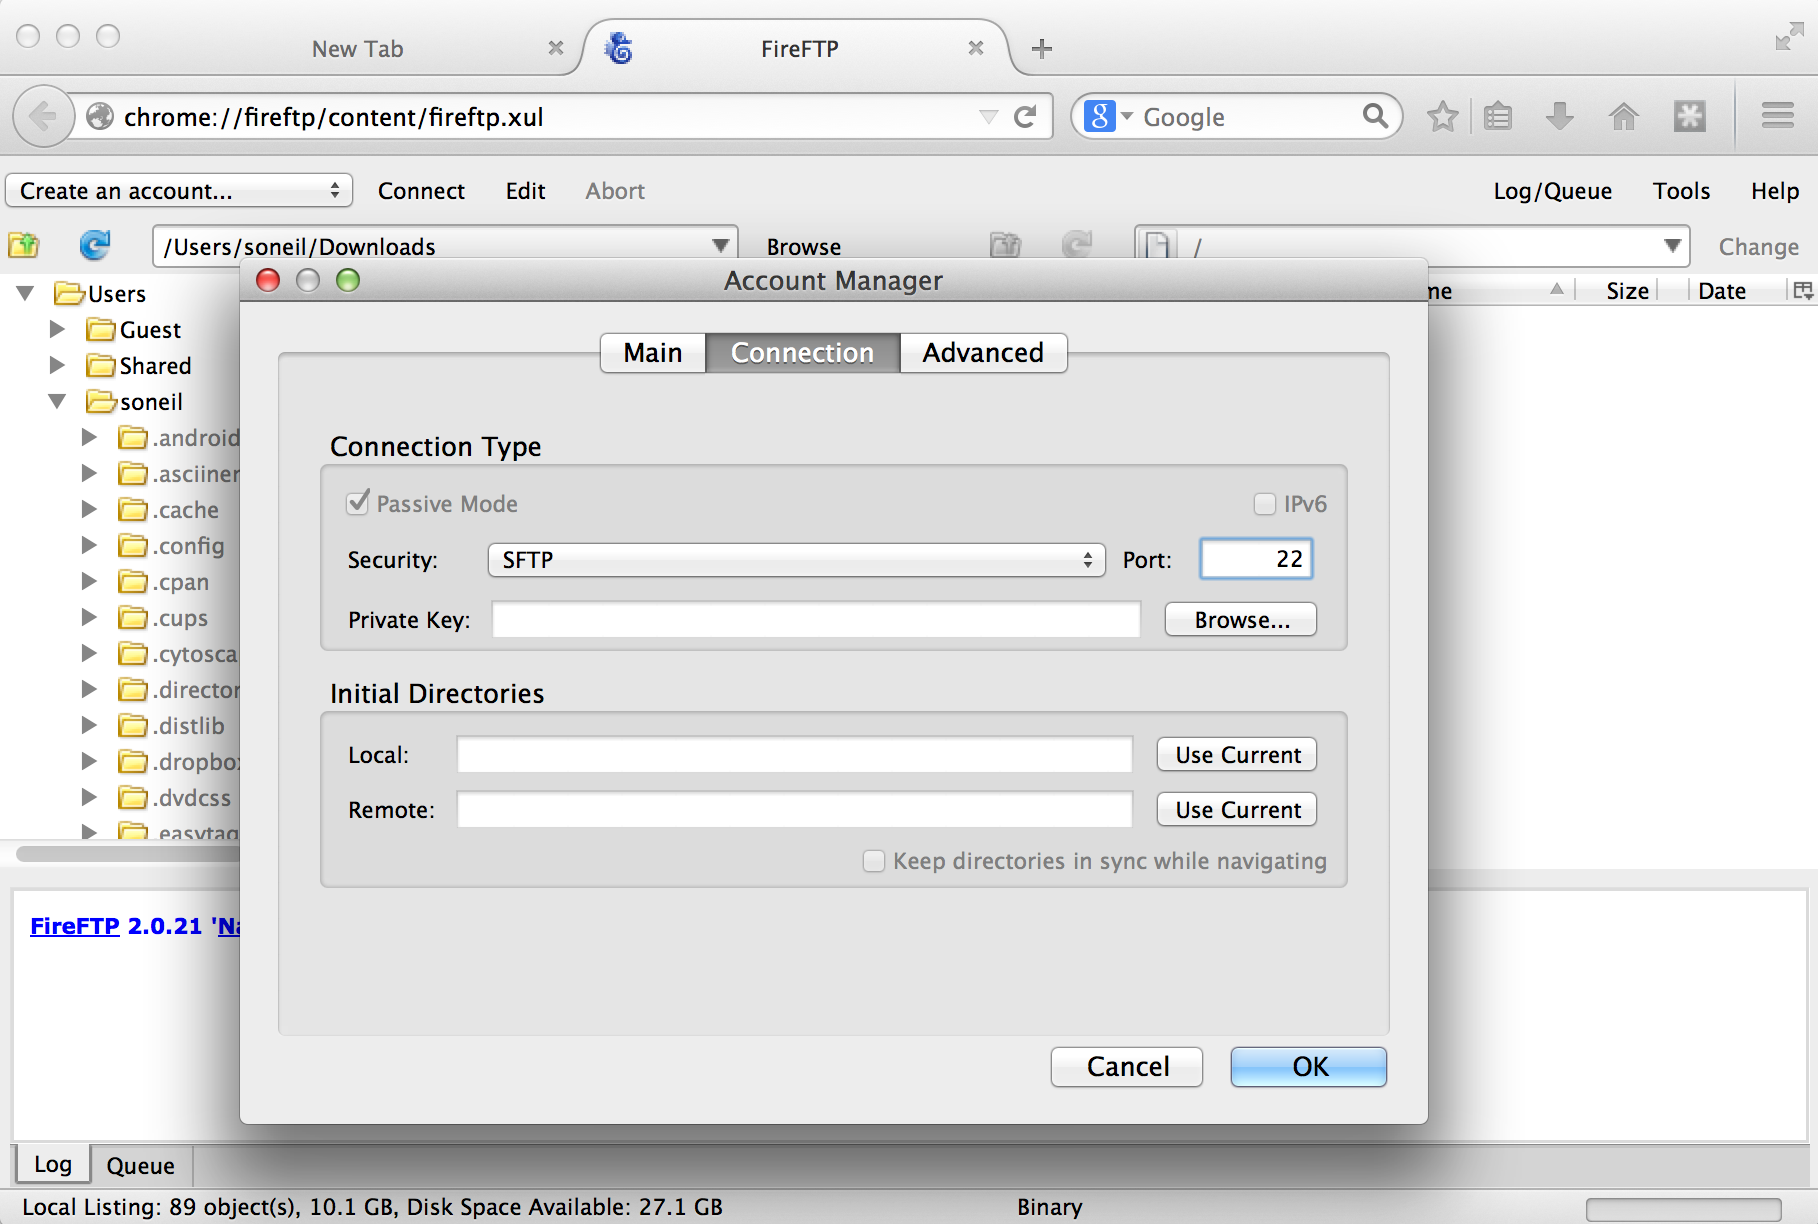 New Tab
FireFTP
chrome://fireftp/content/fireftp.xul
Google
Create an account...
Connect
Edit
Abort
Log/Queue
Tools
Help
/Users/soneil/Downloads
Browse
/
Change
Account Manager
me
Size
Date
Users
Guest
Shared
soneil
.android
.asciiner
.cache
.config
.cpan
.cups
.cytosca
.director
.distlib
.dropbox
.dvdcss
.easytag
Main
Connection
Advanced
Connection Type
Passive Mode
IPv6
Security:
SFTP
Port:
22
Private Key:
Browse...
Initial Directories
Local:
Use Current
Remote:
Use Current
Keep directories in sync while navigating
Cancel
OK
FireFTP 2.0.21 'Na
Log
Queue
Local Listing: 89 object(s), 10.1 GB, Disk Space Available: 27.1 GB
Binary